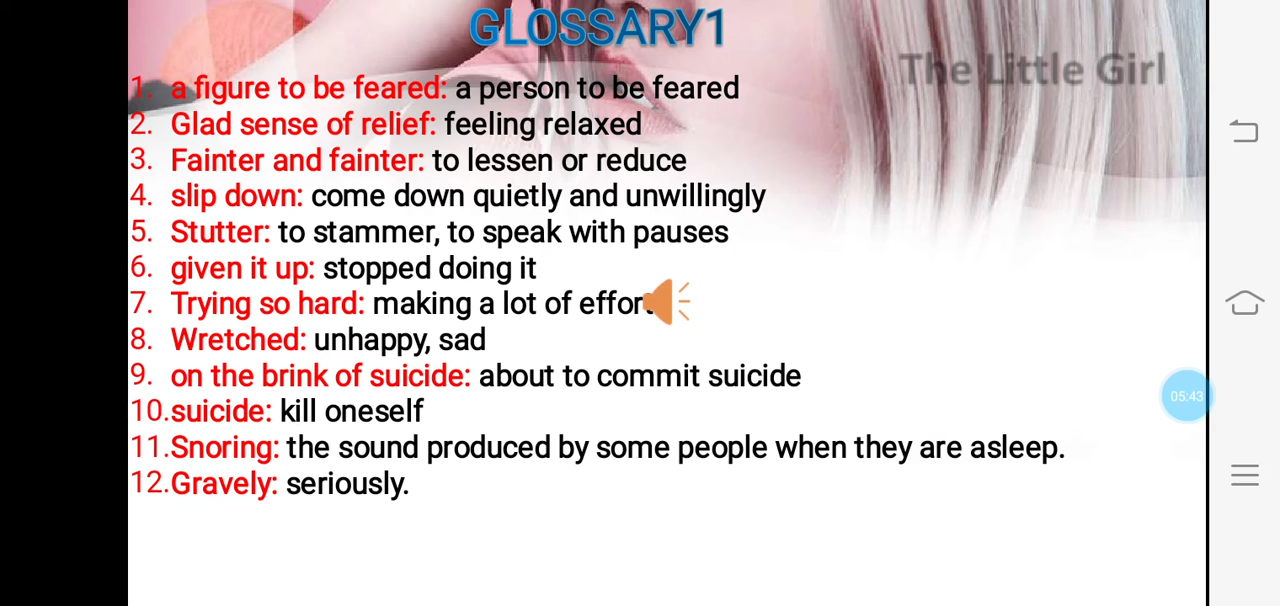 GLOSSARY1
The Little Girl
1. a figure to be feared: a person to be feared
2. Glad sense of relief: feeling relaxed
3. Fainter and fainter: to lessen or reduce
4. slip down: come down quietly and unwillingly
5. Stutter: to stammer, to speak with pauses
6. given it up: stopped doing it
7. Trying so hard: making a lot of effort
8. Wretched: unhappy, sad
9. on the brink of suicide: about to commit suicide
10.suicide: kill oneself
11.Snoring: the sound produced by some people when they are asleep.
12.Gravely: seriously.
05:43